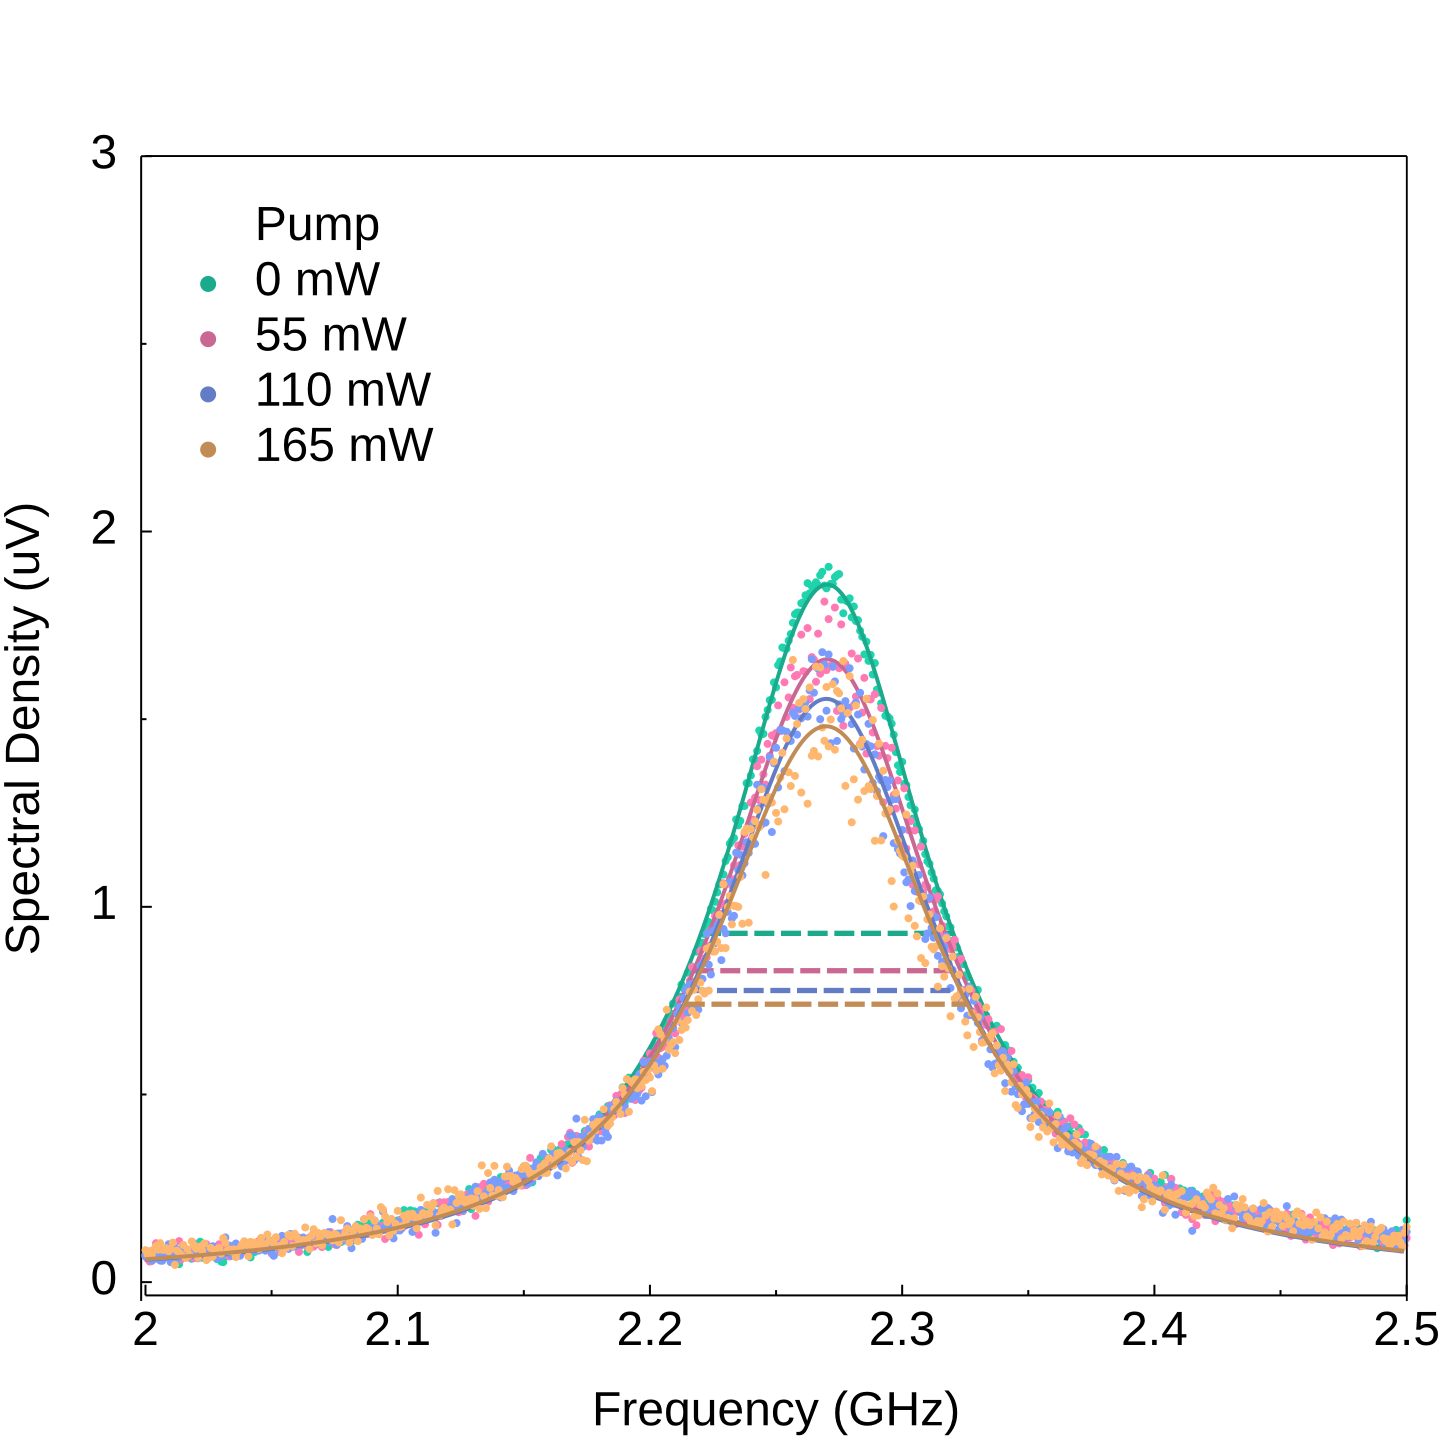 3
Pump
0 mW
55 mW
110 mW
165 mW
2
Spectral Density (uV)
1
0
2 2.1 2.2 2.3 2.4 2.5
Frequency (GHz)